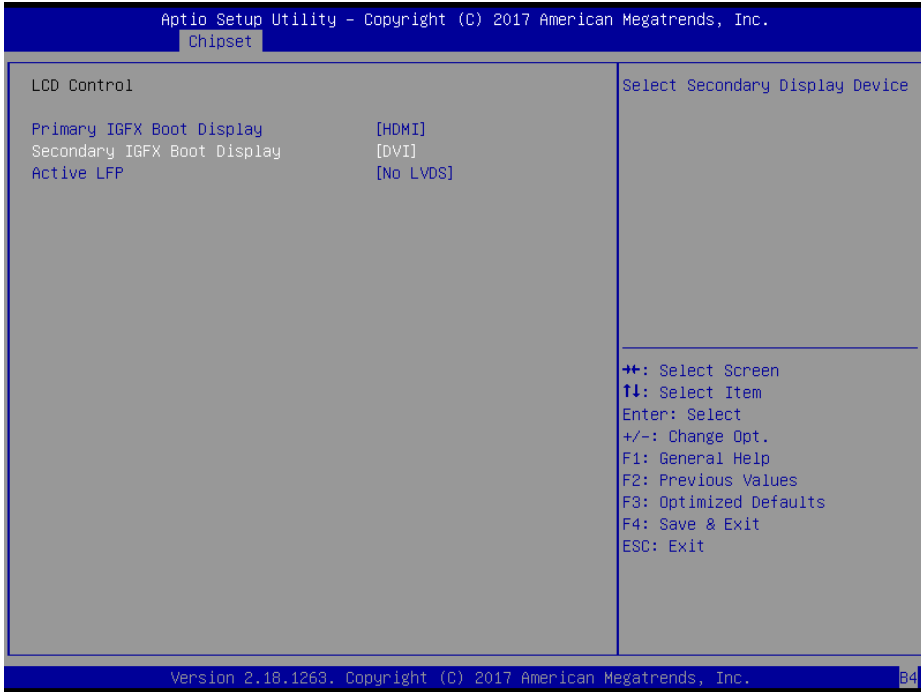 Aptio Setup Utility – Copyright (C) 2017 American Megatrends, Inc.
Chipset
LCD Control
Primary IGFX Boot Display [HDMI]
Secondary IGFX Boot Display [DVI]
Active LFP [No LVDS]
Select Secondary Display Device
→←: Select Screen
↑↓: Select Item
Enter: Select
+/-: Change Opt.
F1: General Help
F2: Previous Values
F3: Optimized Defaults
F4: Save & Exit
ESC: Exit
Version 2.18.1263. Copyright (C) 2017 American Megatrends, Inc.
B4